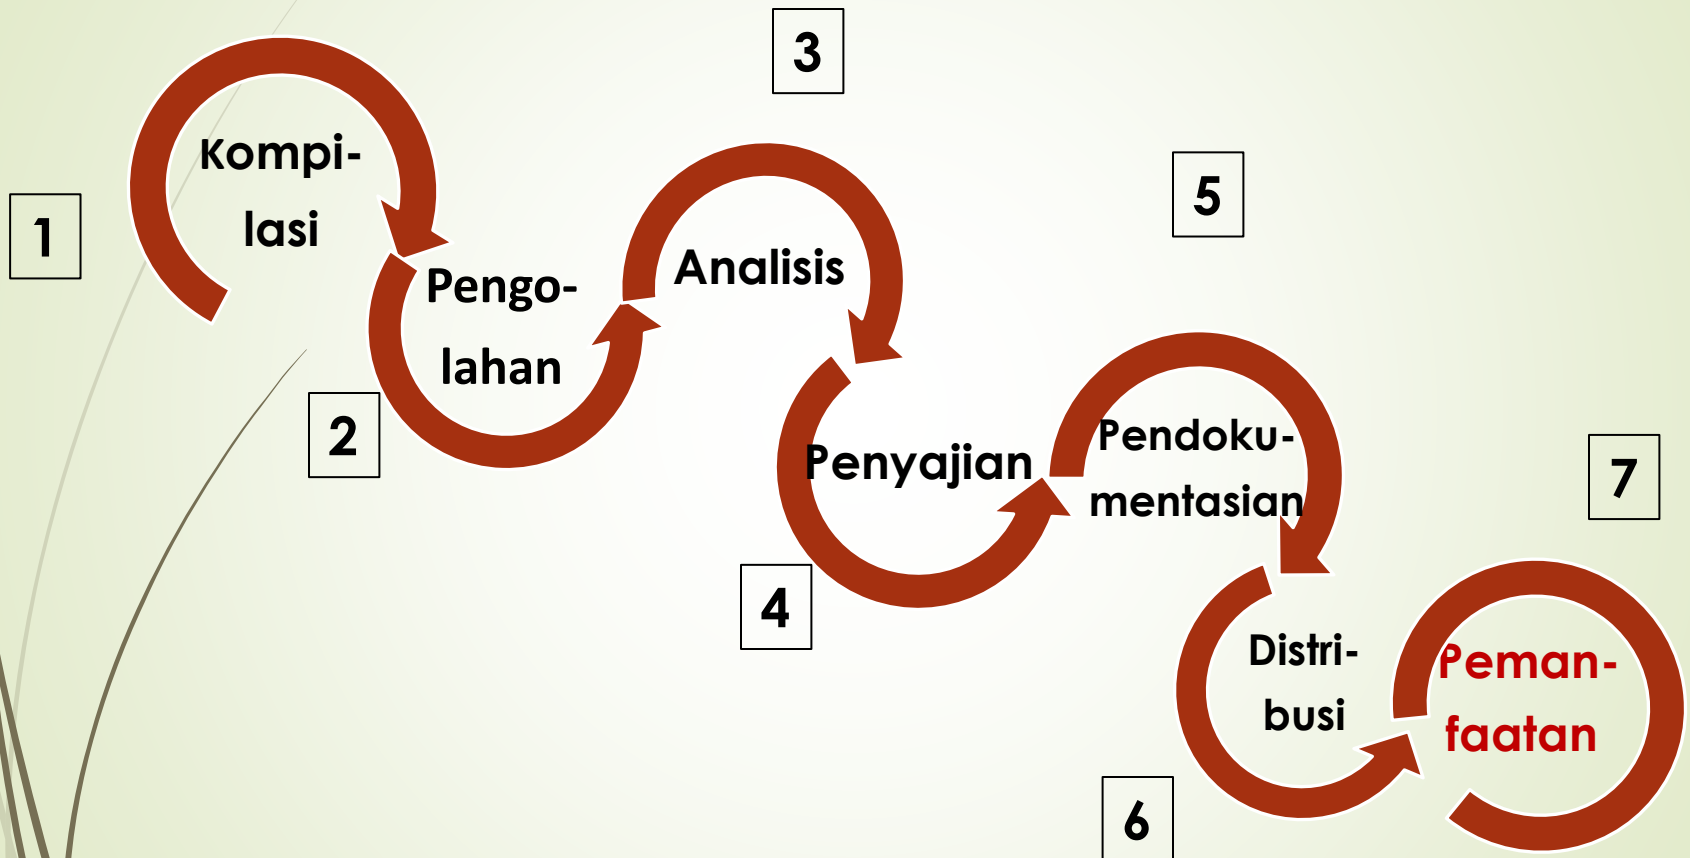 1
Kompi-
lasi
2
Pengo-
lahan
3
Analisis
4
Penyajian
5
Pendoku-
mentasian
6
Distri-
busi
7
Peman-
faatan